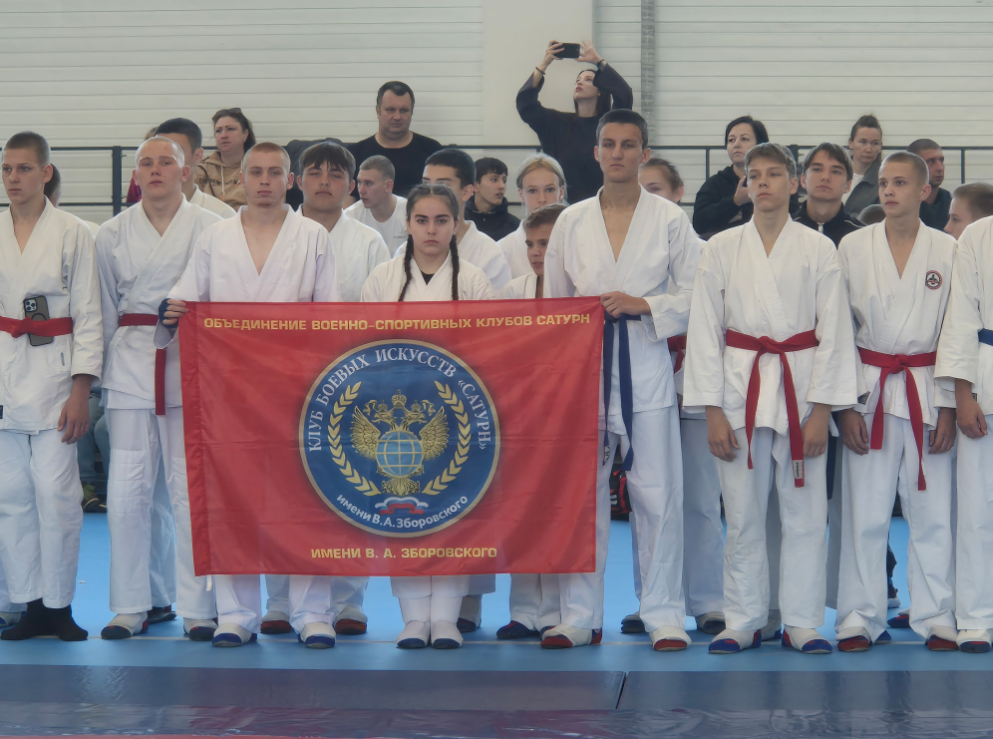 ОБЪЕДИНЕНИЕ ВОЕННО-СПОРТИВНЫХ КЛУБОВ САТУРН
КЛУБ БОЕВЫХ ИСКУССТВ «САТУРН»
имени В.А.Зборовского
ИМЕНИ В. А. ЗБОРОВСКОГО